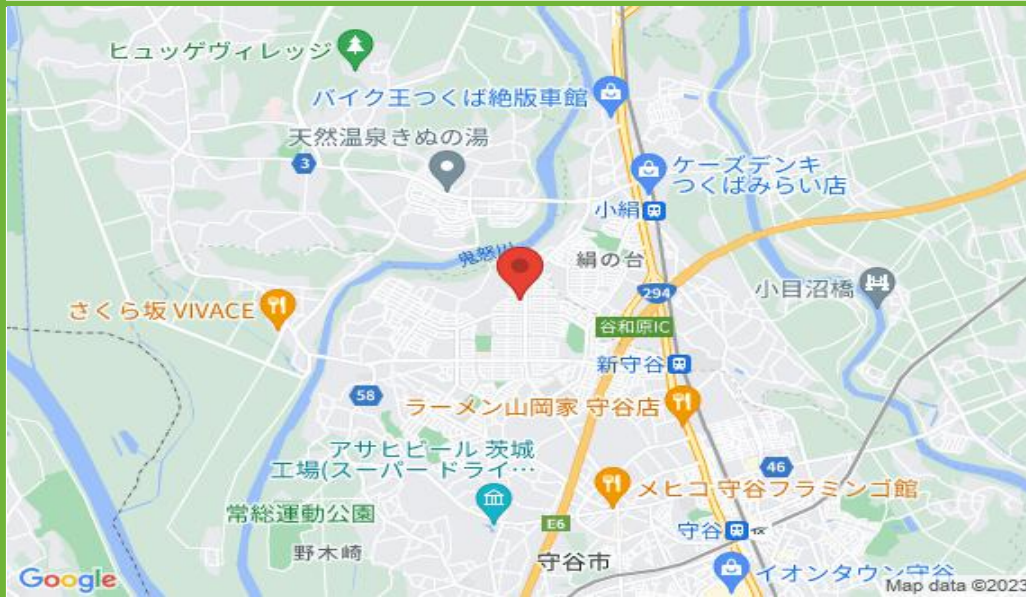 ヒュッゲヴィレッジ
バイク王つくば絶版車館
天然温泉きぬの湯
3
ケーズデンキ
つくばみらい店
小絹
鬼怒川
絹の台
294
小目沼橋
さくら坂 VIVACE
谷和原IC
新守谷
58
ラーメン山岡家 守谷店
アサヒビール 茨城
工場(スーパー ドライ…
46
メヒコ 守谷フラミンゴ館
常総運動公園
E6
守谷
野木崎
守谷市
イオンタウン守谷
Google
Map data ©2023